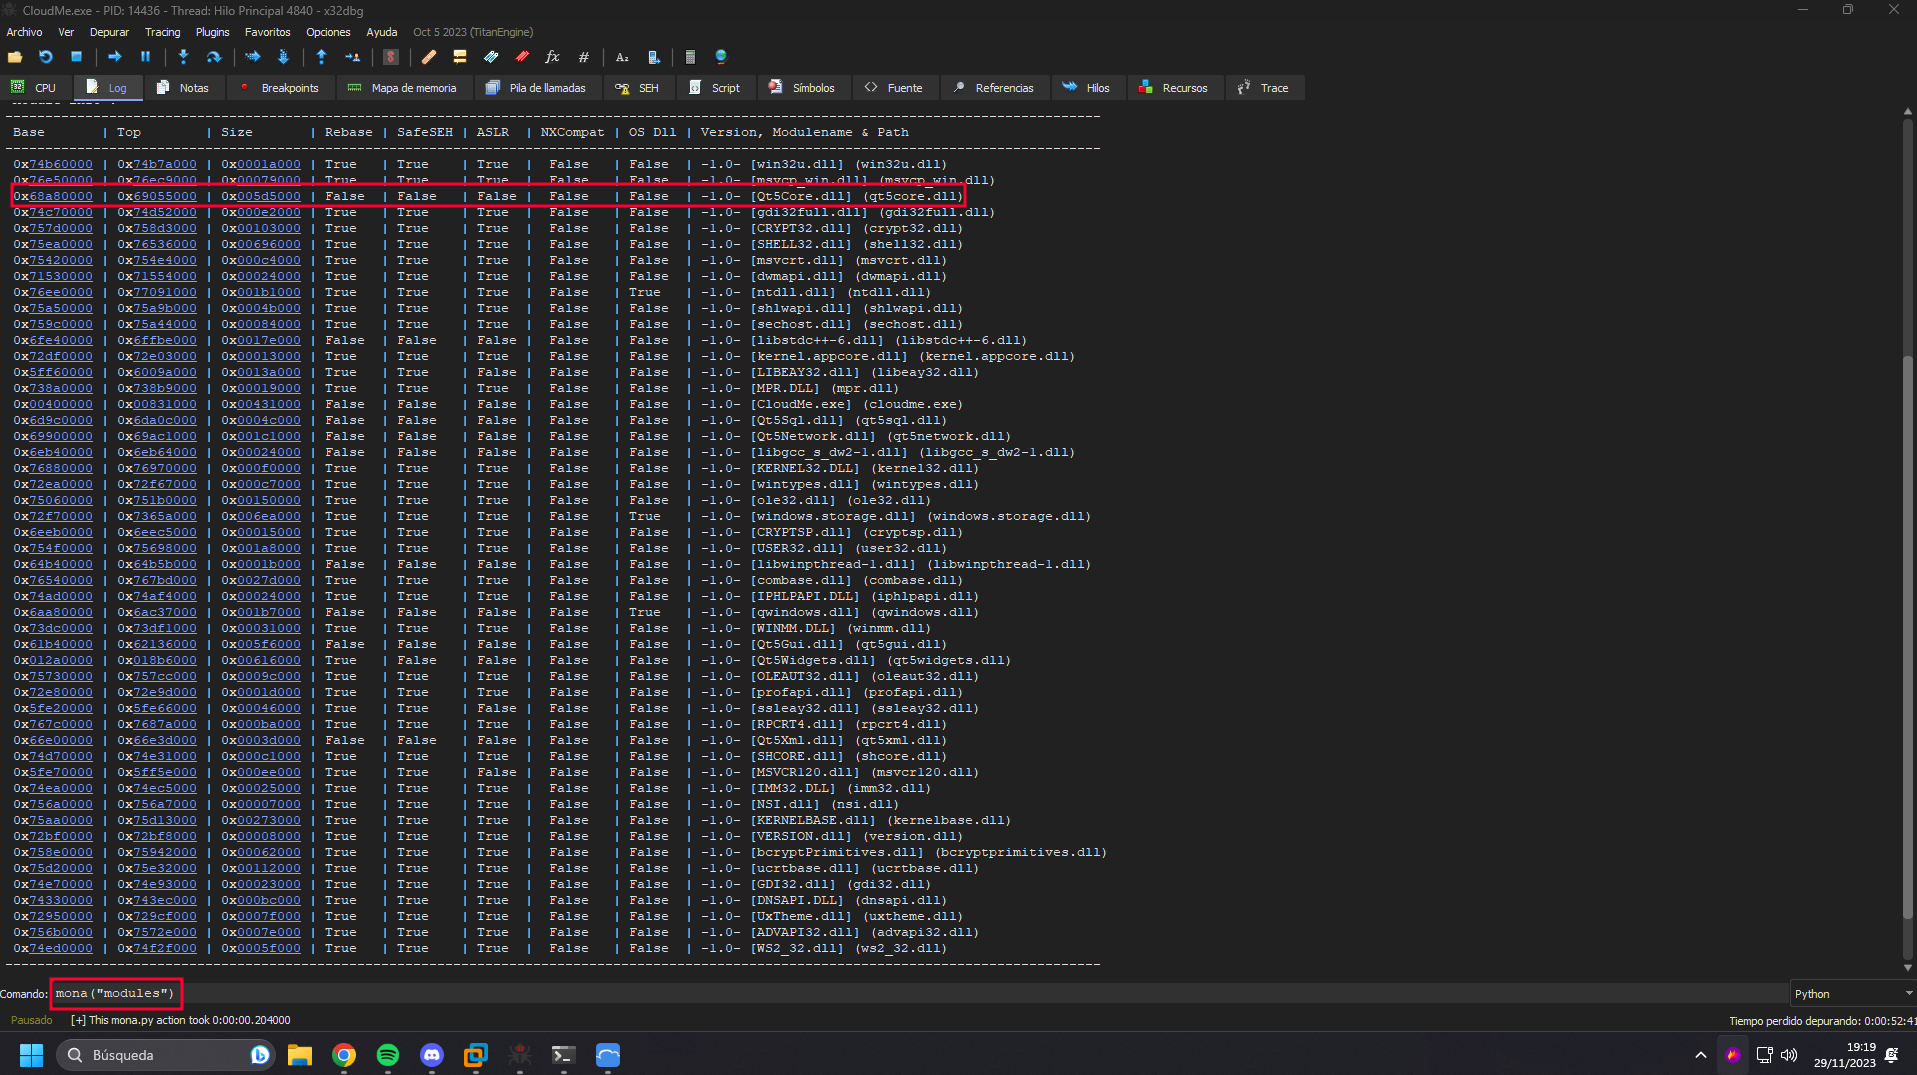 CloudMe.exe - PID: 14436 - Thread: Hilo Principal 4840 - x32dbg
Archivo Ver Depurar Tracing Plugins Favoritos Opciones Ayuda Oct 5 2023 (TitanEngine)
CPU Log Notas Breakpoints Mapa de memoria Pila de llamadas SEH Script Símbolos Fuente Referencias Hilos Recursos Trace
Base | Top | Size | Rebase | SafeSEH | ASLR | NXCompat | OS Dll | Version, Modulename & Path
0x74b60000 | 0x74b7a000 | 0x0001a000 | True | True | True | False | False | -1.0- [win32u.dll] (win32u.dll)
0x76e50000 | 0x76ec9000 | 0x00079000 | True | True | True | False | False | -1.0- [msvcp_win.dll] (msvcp_win.dll)
0x68a80000 | 0x69055000 | 0x005d5000 | False | False | False | False | False | -1.0- [Qt5Core.dll] (qt5core.dll)
0x74c70000 | 0x74d52000 | 0x000e2000 | True | True | True | False | False | -1.0- [gdi32full.dll] (gdi32full.dll)
0x757d0000 | 0x758d3000 | 0x00103000 | True | True | True | False | False | -1.0- [CRYPT32.dll] (crypt32.dll)
0x75ea0000 | 0x76536000 | 0x00696000 | True | True | True | False | False | -1.0- [SHELL32.dll] (shell32.dll)
0x75420000 | 0x754e4000 | 0x000c4000 | True | True | True | False | False | -1.0- [msvcrt.dll] (msvcrt.dll)
0x71530000 | 0x71554000 | 0x00024000 | True | True | True | False | False | -1.0- [dwmapi.dll] (dwmapi.dll)
0x76ee0000 | 0x77091000 | 0x001b1000 | True | True | True | False | True | -1.0- [ntdll.dll] (ntdll.dll)
0x75a50000 | 0x75a9b000 | 0x0004b000 | True | True | True | False | False | -1.0- [shlwapi.dll] (shlwapi.dll)
0x759c0000 | 0x75a44000 | 0x00084000 | True | True | True | False | False | -1.0- [sechost.dll] (sechost.dll)
0x6fe40000 | 0x6ffbe000 | 0x0017e000 | False | False | False | False | False | -1.0- [libstdc++-6.dll] (libstdc++-6.dll)
0x72df0000 | 0x72e03000 | 0x00013000 | True | True | True | False | False | -1.0- [kernel.appcore.dll] (kernel.appcore.dll)
0x5ff60000 | 0x6009a000 | 0x0013a000 | True | True | False | False | False | -1.0- [LIBEAY32.dll] (libeay32.dll)
0x738a0000 | 0x738b9000 | 0x00019000 | True | True | True | False | False | -1.0- [MPR.DLL] (mpr.dll)
0x00400000 | 0x00831000 | 0x00431000 | False | False | False | False | False | -1.0- [CloudMe.exe] (cloudme.exe)
0x6d9c0000 | 0x6da0c000 | 0x0004c000 | False | False | False | False | False | -1.0- [Qt5Sql.dll] (qt5sql.dll)
0x69900000 | 0x69ac1000 | 0x001c1000 | False | False | False | False | False | -1.0- [Qt5Network.dll] (qt5network.dll)
0x6eb40000 | 0x6eb64000 | 0x00024000 | False | False | False | False | False | -1.0- [libgcc_s_dw2-1.dll] (libgcc_s_dw2-1.dll)
0x76880000 | 0x76970000 | 0x000f0000 | True | True | True | False | False | -1.0- [KERNEL32.DLL] (kernel32.dll)
0x72ea0000 | 0x72f67000 | 0x000c7000 | True | True | True | False | False | -1.0- [wintypes.dll] (wintypes.dll)
0x75060000 | 0x751b0000 | 0x00150000 | True | True | True | False | False | -1.0- [ole32.dll] (ole32.dll)
0x72f70000 | 0x7365a000 | 0x006ea000 | True | True | True | False | True | -1.0- [windows.storage.dll] (windows.storage.dll)
0x6eeb0000 | 0x6eec5000 | 0x00015000 | True | True | True | False | False | -1.0- [CRYPTSP.dll] (cryptsp.dll)
0x754f0000 | 0x75698000 | 0x001a8000 | True | True | True | False | False | -1.0- [USER32.dll] (user32.dll)
0x64b40000 | 0x64b5b000 | 0x0001b000 | False | False | False | False | False | -1.0- [libwinpthread-1.dll] (libwinpthread-1.dll)
0x76540000 | 0x767bd000 | 0x0027d000 | True | True | True | False | False | -1.0- [combase.dll] (combase.dll)
0x74ad0000 | 0x74af4000 | 0x00024000 | True | True | True | False | False | -1.0- [IPHLPAPI.DLL] (iphlpapi.dll)
0x6aa80000 | 0x6ac37000 | 0x001b7000 | False | False | False | False | True | -1.0- [qwindows.dll] (qwindows.dll)
0x73dc0000 | 0x73df1000 | 0x00031000 | True | True | True | False | False | -1.0- [WINMM.DLL] (winmm.dll)
0x61b40000 | 0x62136000 | 0x005f6000 | False | False | False | False | False | -1.0- [Qt5Gui.dll] (qt5gui.dll)
0x012a0000 | 0x018b6000 | 0x00616000 | True | False | False | False | False | -1.0- [Qt5Widgets.dll] (qt5widgets.dll)
0x75730000 | 0x757cc000 | 0x0009c000 | True | True | True | False | False | -1.0- [OLEAUT32.dll] (oleaut32.dll)
0x72e80000 | 0x72e9d000 | 0x0001d000 | True | True | True | False | False | -1.0- [profapi.dll] (profapi.dll)
0x5fe20000 | 0x5fe66000 | 0x00046000 | True | True | False | False | False | -1.0- [ssleay32.dll] (ssleay32.dll)
0x767c0000 | 0x7687a000 | 0x000ba000 | True | True | True | False | False | -1.0- [RPCRT4.dll] (rpcrt4.dll)
0x66e00000 | 0x66e3d000 | 0x0003d000 | False | False | False | False | False | -1.0- [Qt5Xml.dll] (qt5xml.dll)
0x74d70000 | 0x74e31000 | 0x000c1000 | True | True | True | False | False | -1.0- [SHCORE.dll] (shcore.dll)
0x5fe70000 | 0x5ff5e000 | 0x000ee000 | True | True | False | False | False | -1.0- [MSVCR120.dll] (msvcr120.dll)
0x74ea0000 | 0x74ec5000 | 0x00025000 | True | True | True | False | False | -1.0- [IMM32.DLL] (imm32.dll)
0x756a0000 | 0x756a7000 | 0x00007000 | True | True | True | False | False | -1.0- [NSI.dll] (nsi.dll)
0x75aa0000 | 0x75d13000 | 0x00273000 | True | True | True | False | False | -1.0- [KERNELBASE.dll] (kernelbase.dll)
0x72bf0000 | 0x72bf8000 | 0x00008000 | True | True | True | False | False | -1.0- [VERSION.dll] (version.dll)
0x758e0000 | 0x75942000 | 0x00062000 | True | True | True | False | False | -1.0- [bcryptPrimitives.dll] (bcryptprimitives.dll)
0x75d20000 | 0x75e32000 | 0x00112000 | True | True | True | False | False | -1.0- [ucrtbase.dll] (ucrtbase.dll)
0x74e70000 | 0x74e93000 | 0x00023000 | True | True | True | False | False | -1.0- [GDI32.dll] (gdi32.dll)
0x74330000 | 0x743ec000 | 0x000bc000 | True | True | True | False | False | -1.0- [DNSAPI.DLL] (dnsapi.dll)
0x72950000 | 0x729cf000 | 0x0007f000 | True | True | True | False | False | -1.0- [UxTheme.dll] (uxtheme.dll)
0x756b0000 | 0x7572e000 | 0x0007e000 | True | True | True | False | False | -1.0- [ADVAPI32.dll] (advapi32.dll)
0x74ed0000 | 0x74f2f000 | 0x0005f000 | True | True | True | False | False | -1.0- [WS2_32.dll] (ws2_32.dll)
Comando: mona("modules") Python
Pausado [+] This mona.py action took 0:00:00.204000 Tiempo perdido depurando: 0:00:52:41
Búsqueda
19:19
29/11/2023